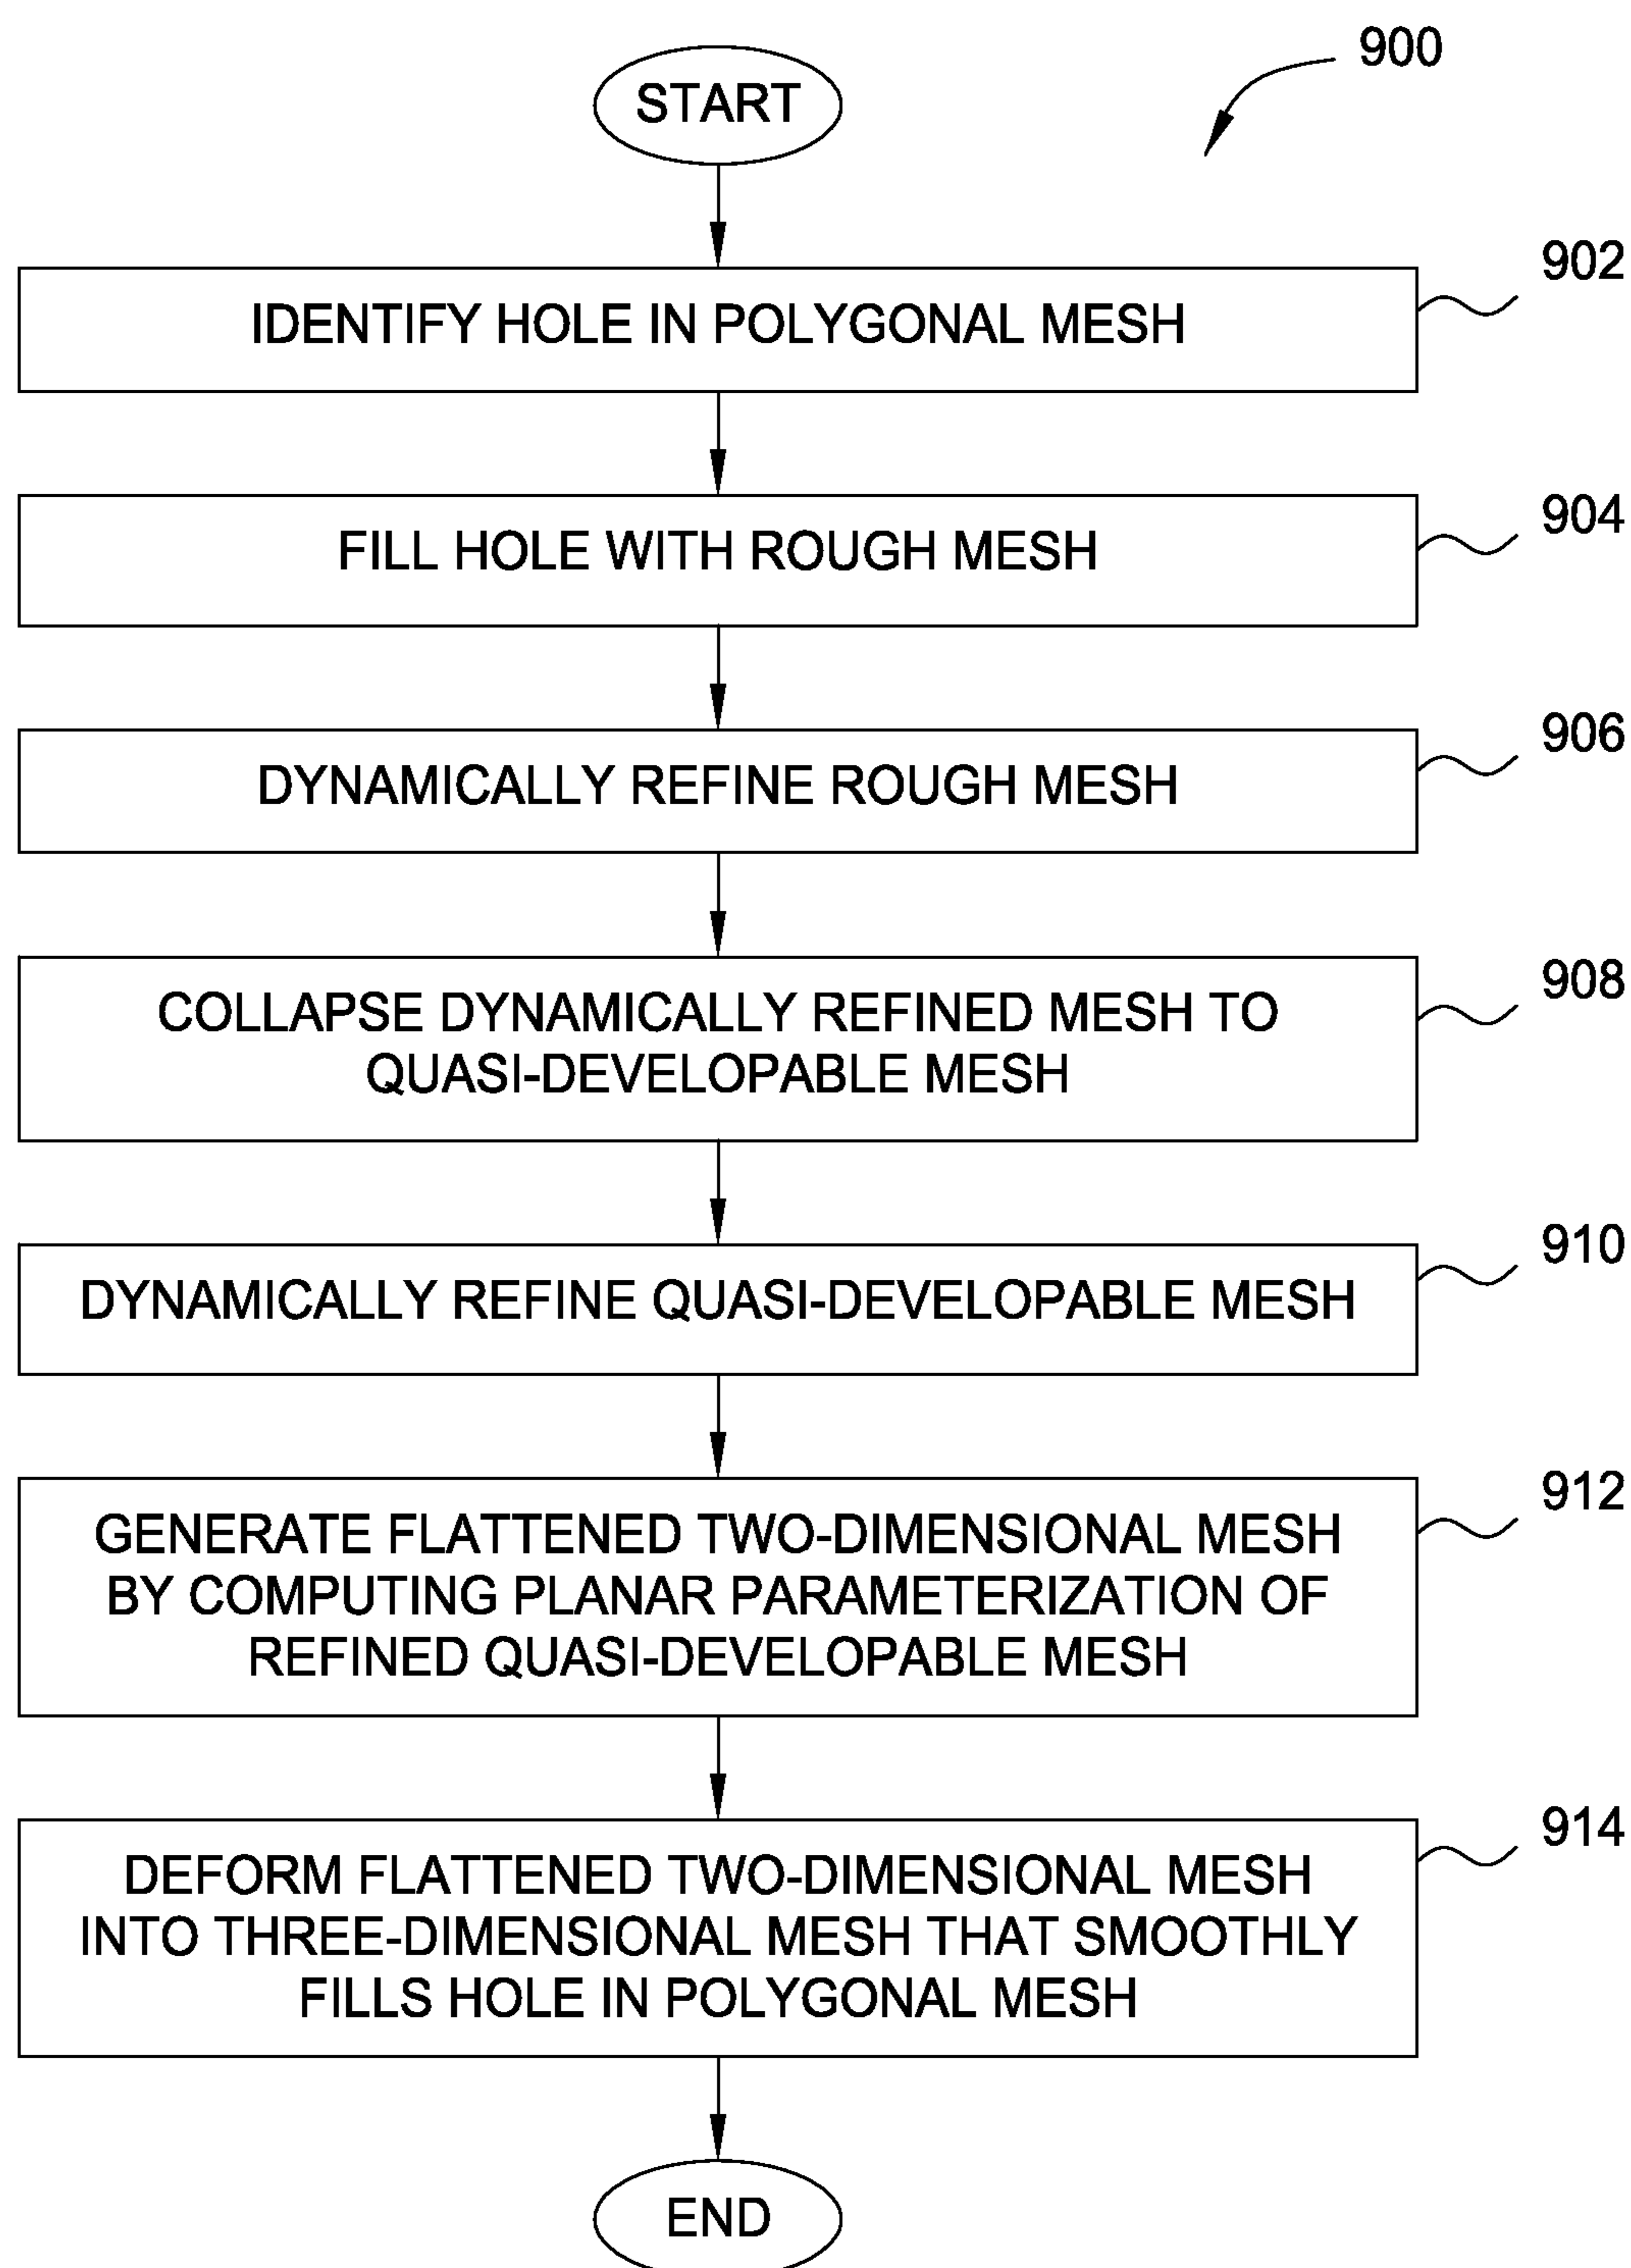 START
900
IDENTIFY HOLE IN POLYGONAL MESH
902
FILL HOLE WITH ROUGH MESH
904
DYNAMICALLY REFINE ROUGH MESH
906
COLLAPSE DYNAMICALLY REFINED MESH TO
QUASI-DEVELOPABLE MESH
908
DYNAMICALLY REFINE QUASI-DEVELOPABLE MESH
910
GENERATE FLATTENED TWO-DIMENSIONAL MESH
BY COMPUTING PLANAR PARAMETERIZATION OF
REFINED QUASI-DEVELOPABLE MESH
912
DEFORM FLATTENED TWO-DIMENSIONAL MESH
INTO THREE-DIMENSIONAL MESH THAT SMOOTHLY
FILLS HOLE IN POLYGONAL MESH
914
END